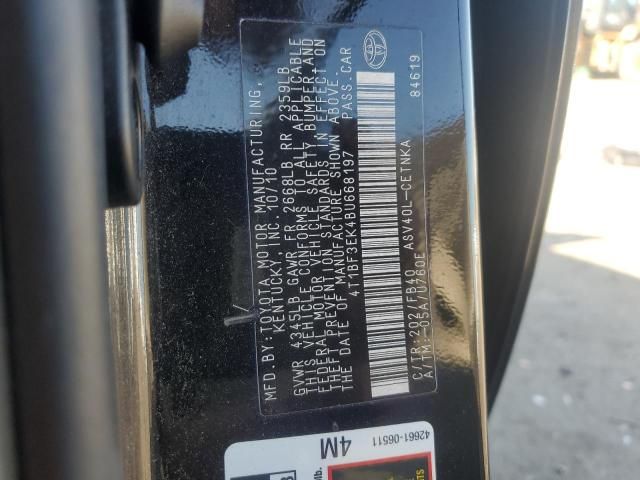 MFD.BY:TOYOTA MOTOR MANUFACTURING,
KENTUCKY, INC. 10/10
GVWR 4345LB GAWR FR 2668LB RR 2359LB
THIS VEHICLE CONFORMS TO ALL APPLICABLE
FEDERAL MOTOR VEHICLE SAFETY, BUMPER, AND
THEFT PREVENTION STANDARDS IN EFFECT ON
THE DATE OF MANUFACTURE SHOWN ABOVE.
4T1BF3EK4BU668197 PASS.CAR
C/TR:202/FB40 ASV40L-CETNKA
A/TM:-05A/U760E
84619
42661-06511
4M